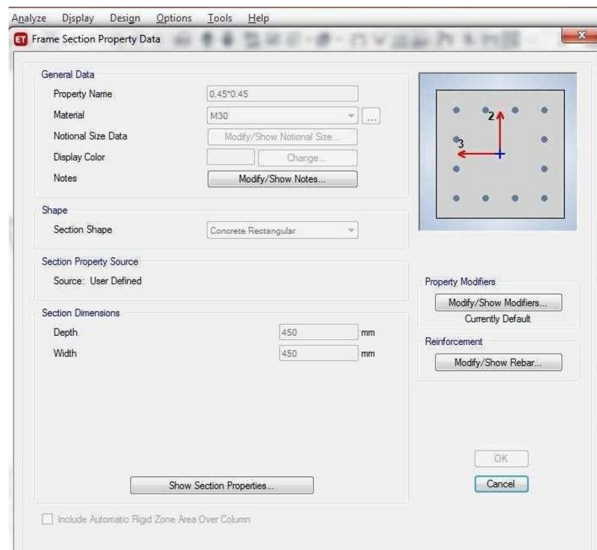 Analyze Display Design Options Tools Help
ET Frame Section Property Data
General Data
Property Name 0.45*0.45
Material M30 ...
Notional Size Data Modify/Show Notional Size...
Display Color Change...
Notes Modify/Show Notes...
2
3
Shape
Section Shape Concrete Rectangular
Section Property Source
Source: User Defined
Property Modifiers
Modify/Show Modifiers...
Currently Default
Section Dimensions
Depth 450 mm
Width 450 mm
Reinforcement
Modify/Show Rebar...
OK
Cancel
Show Section Properties...
Include Automatic Rigid Zone Area Over Column